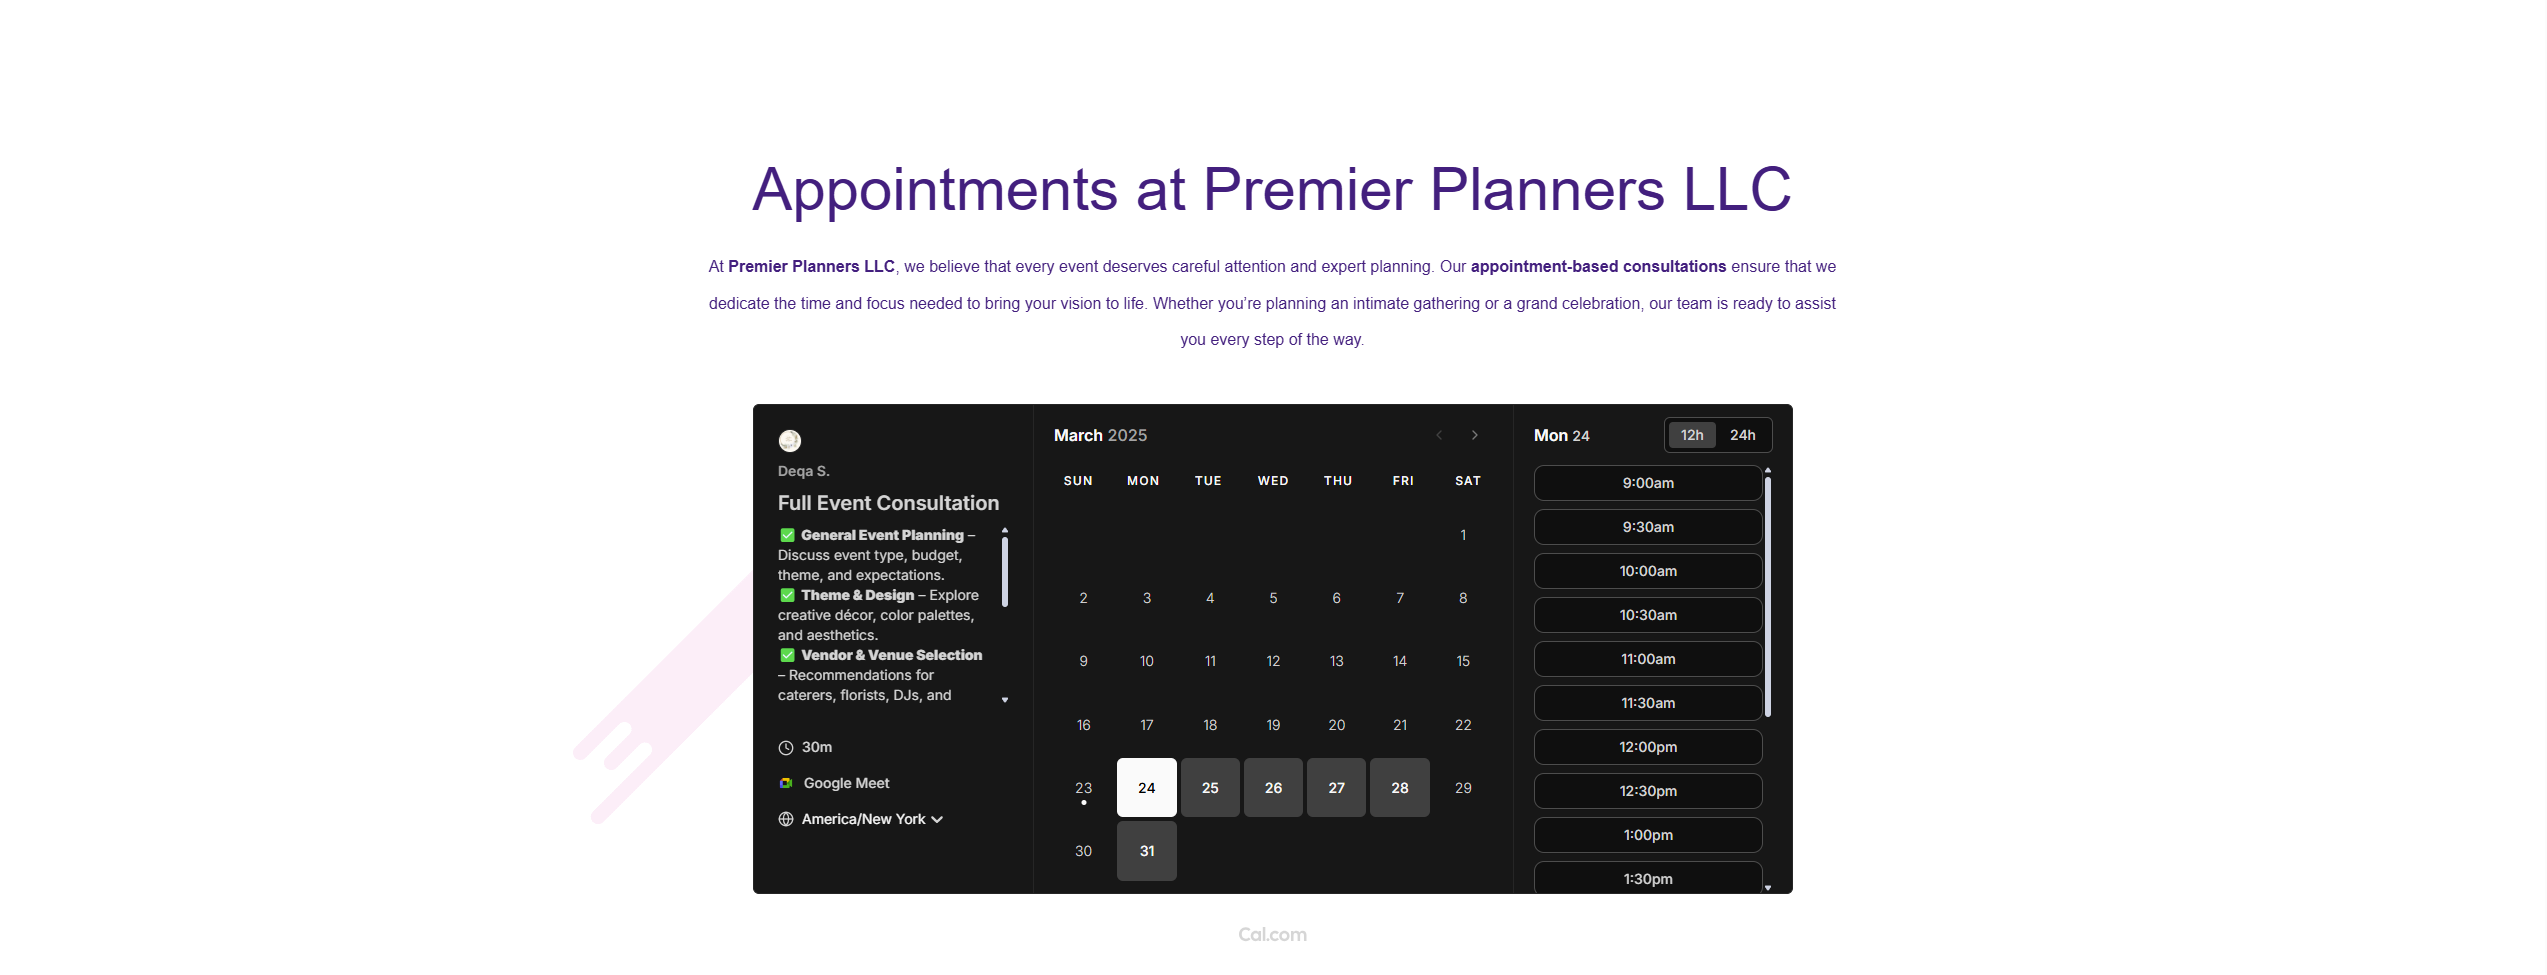 Appointments at Premier Planners LLC
At Premier Planners LLC, we believe that every event deserves careful attention and expert planning. Our appointment-based consultations ensure that we
dedicate the time and focus needed to bring your vision to life. Whether you’re planning an intimate gathering or a grand celebration, our team is ready to assist
you every step of the way.
Deqa S.
Full Event Consultation
✅ General Event Planning –
Discuss event type, budget,
theme, and expectations.
✅ Theme & Design – Explore
creative décor, color palettes,
and aesthetics.
✅ Vendor & Venue Selection
– Recommendations for
caterers, florists, DJs, and
30m
Google Meet
America/New York
March 2025
SUN MON TUE WED THU FRI SAT
1
2 3 4 5 6 7 8
9 10 11 12 13 14 15
16 17 18 19 20 21 22
23 24 25 26 27 28 29
30 31
Mon 24
12h 24h
9:00am
9:30am
10:00am
10:30am
11:00am
11:30am
12:00pm
12:30pm
1:00pm
1:30pm
Cal.com